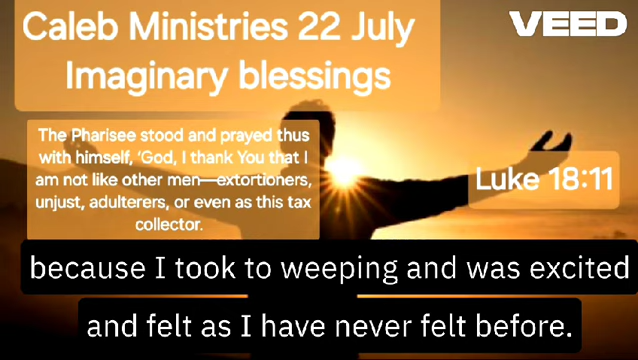 Caleb Ministries 22 July
VEED
Imaginary blessings
The Pharisee stood and prayed thus
with himself, ‘God, I thank You that I
am not like other men—extortioners,
unjust, adulterers, or even as this tax
collector.
Luke 18:11
because I took to weeping and was excited
and felt as I have never felt before.